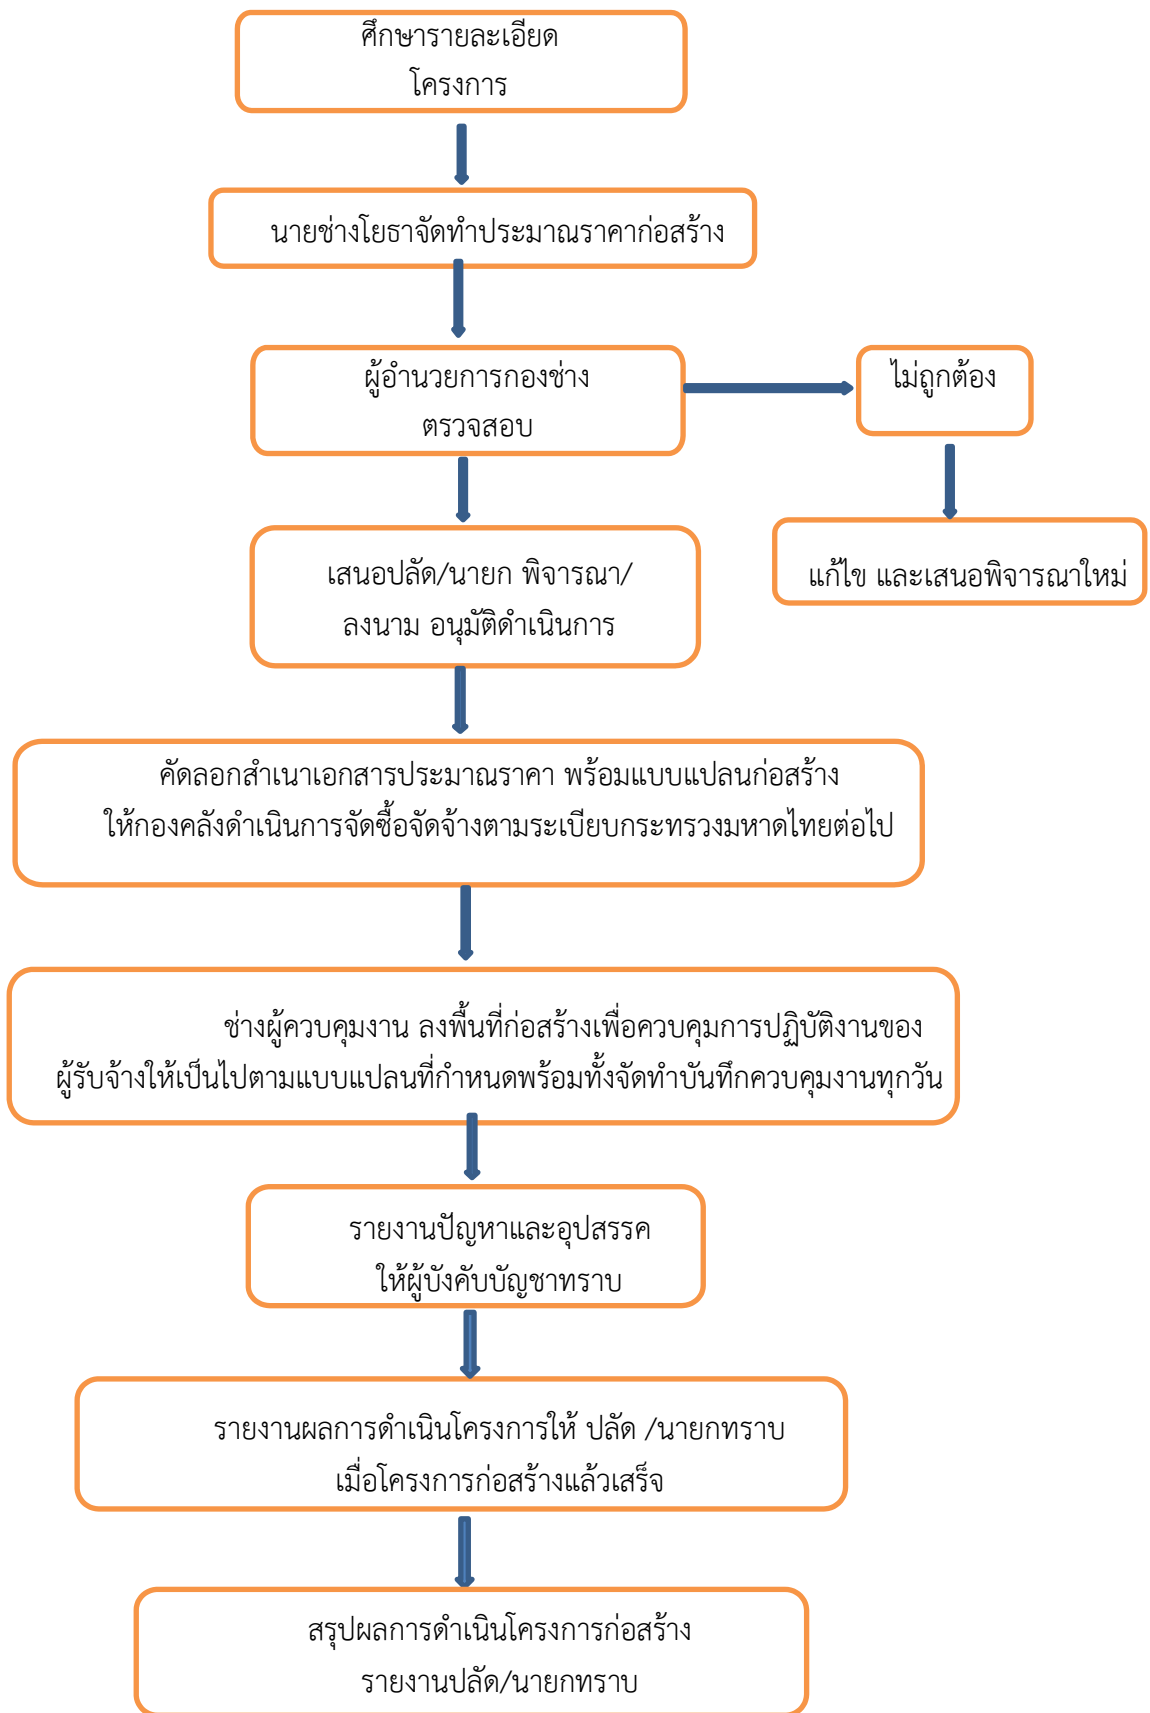 ศึกษารายละเอียด
โครงการ
นายช่างโยธาจัดทำประมาณราคาก่อสร้าง
ผู้อำนวยการกองช่าง
ตรวจสอบ
ไม่ถูกต้อง
แก้ไข และเสนอพิจารณาใหม่
เสนอปลัด/นายก พิจารณา/
ลงนาม อนุมัติดำเนินการ
คัดลอกสำเนาเอกสารประมาณราคา พร้อมแบบแปลนก่อสร้าง
ให้กองคลังดำเนินการจัดซื้อจัดจ้างตามระเบียบกระทรวงมหาดไทยต่อไป
ช่างผู้ควบคุมงาน ลงพื้นที่ก่อสร้างเพื่อควบคุมการปฏิบัติงานของ
ผู้รับจ้างให้เป็นไปตามแบบแปลนที่กำหนดพร้อมทั้งจัดทำบันทึกควบคุมงานทุกวัน
รายงานปัญหาและอุปสรรค
ให้ผู้บังคับบัญชาทราบ
รายงานผลการดำเนินโครงการให้ ปลัด /นายกทราบ
เมื่อโครงการก่อสร้างแล้วเสร็จ
สรุปผลการดำเนินโครงการก่อสร้าง
รายงานปลัด/นายกทราบ